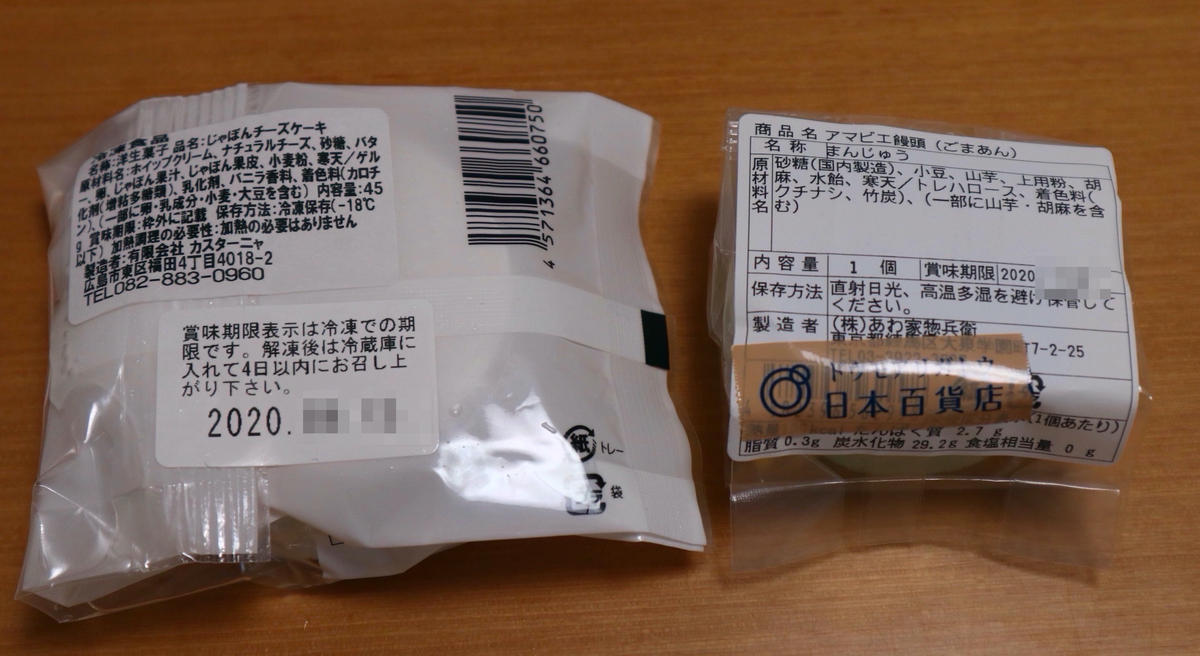 冷凍食品
名称:洋生菓子 品名:じゃぼんチーズケーキ
原材料名:ホイップクリーム、ナチュラルチーズ、砂糖、バタ
ー、卵、じゃぼん果汁、じゃぼん果皮、小麦粉、寒天/ゲル
化剤(増粘多糖類)、乳化剤、バニラ香料、着色料(カロチ
ン)、(一部に卵・乳成分・小麦・大豆を含む) 内容量:45
g 賞味期限:枠外に記載 保存方法:冷凍保存(-18℃
以下) 加熱調理の必要性:加熱の必要はありません
製造者:有限会社 カスターニャ
広島市東区福田4丁目4018-2
TEL082-883-0960
4571364660750
賞味期限表示は冷凍での期
限です。解凍後は冷蔵庫に
入れて4日以内にお召し上
がり下さい。
2020.
紙 トレー
プラ 袋
商品名 アマビエ饅頭 (ごまあん)
名称 まんじゅう
原材料名 砂糖(国内製造)、小豆、山芋、上用粉、胡
麻、水飴、寒天/トレハロース、着色料(
クチナシ、竹炭)、(一部に山芋・胡麻を含
む)
内容量 1個 賞味期限 2020
保存方法 直射日光、高温多湿を避け保管して
ください。
製造者 (株)あわ家惣兵衛
7-2-25
日本百貨店
(1個あたり)
たんぱく質 2.7g
脂質 0.3g 炭水化物 29.2g 食塩相当量 0g